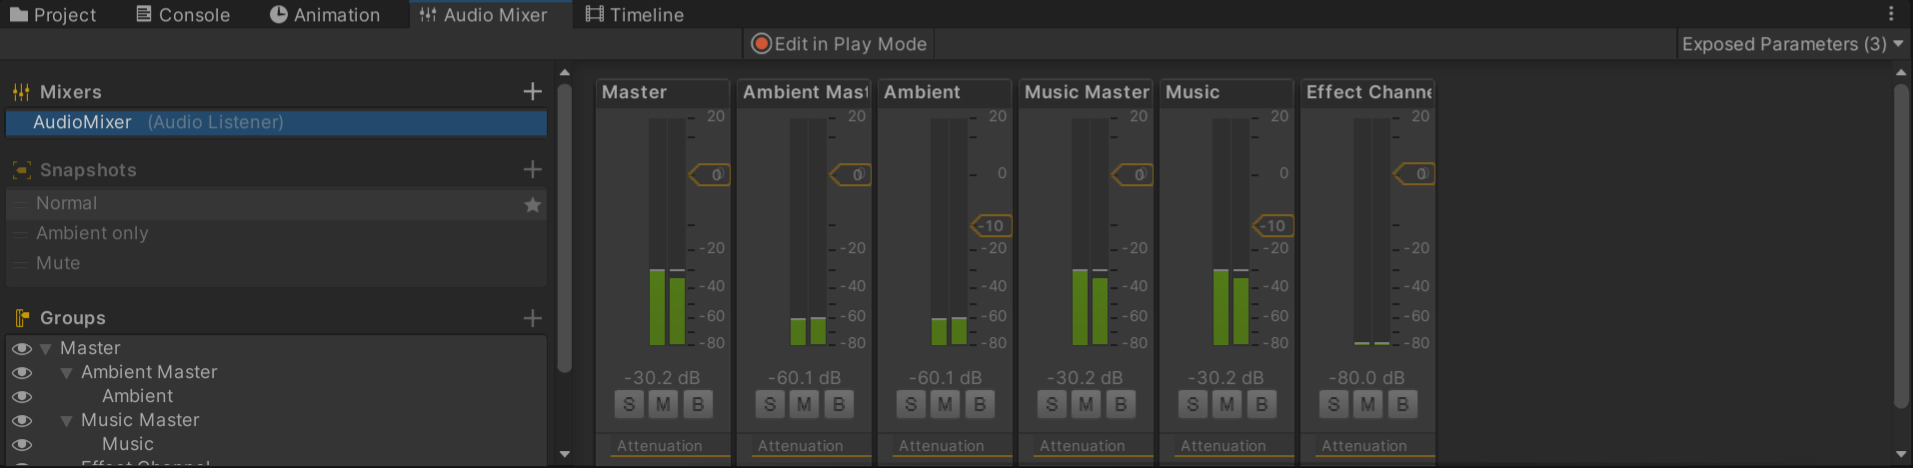 Project Console Animation Audio Mixer Timeline
Edit in Play Mode Exposed Parameters (3)
Mixers
AudioMixer (Audio Listener)
Snapshots
Normal
Ambient only
Mute
Groups
Master
Ambient Master
Ambient
Music Master
Music
Effect Channel
Master
20
0
-20
-40
-60
-80
-30.2 dB
S M B
Attenuation
Ambient Mast
20
0
-20
-40
-60
-80
-60.1 dB
S M B
Attenuation
Ambient
20
0
-10
-20
-40
-60
-80
-60.1 dB
S M B
Attenuation
Music Master
20
0
-20
-40
-60
-80
-30.2 dB
S M B
Attenuation
Music
20
0
-10
-20
-40
-60
-80
-30.2 dB
S M B
Attenuation
Effect Channe
20
0
-20
-40
-60
-80
-80.0 dB
S M B
Attenuation